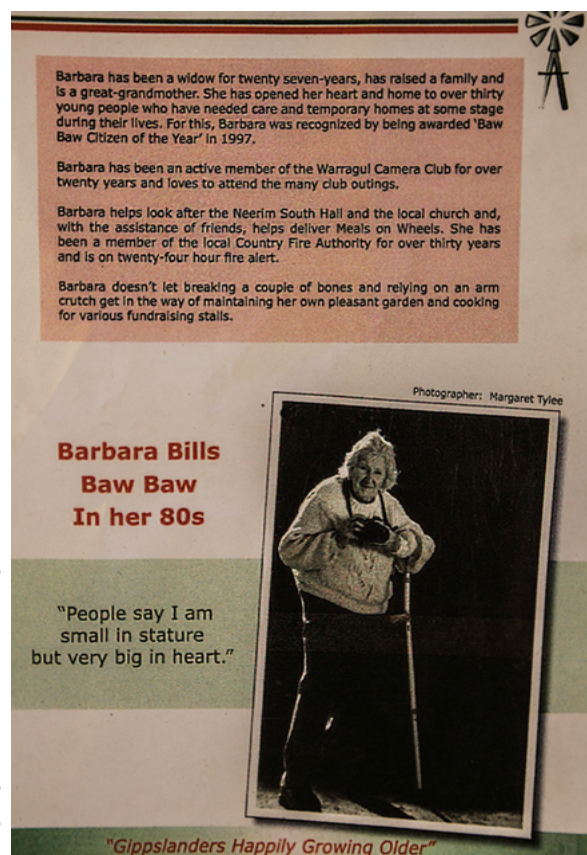 Barbara has been a widow for twenty seven-years, has raised a family and
is a great-grandmother. She has opened her heart and home to over thirty
young people who have needed care and temporary homes at some stage
during their lives. For this, Barbara was recognized by being awarded ‘Baw
Baw Citizen of the Year’ in 1997.
Barbara has been an active member of the Warragul Camera Club for over
twenty years and loves to attend the many club outings.
Barbara helps look after the Neerim South Hall and the local church and,
with the assistance of friends, helps deliver Meals on Wheels. She has
been a member of the local Country Fire Authority for over thirty years
and is on twenty-four hour fire alert.
Barbara doesn’t let breaking a couple of bones and relying on an arm
crutch get in the way of maintaining her own pleasant garden and cooking
for various fundraising stalls.
Photographer: Margaret Tylee
Barbara Bills
Baw Baw
In her 80s
“People say I am
small in stature
but very big in heart.”
“Gippslanders Happily Growing Older”